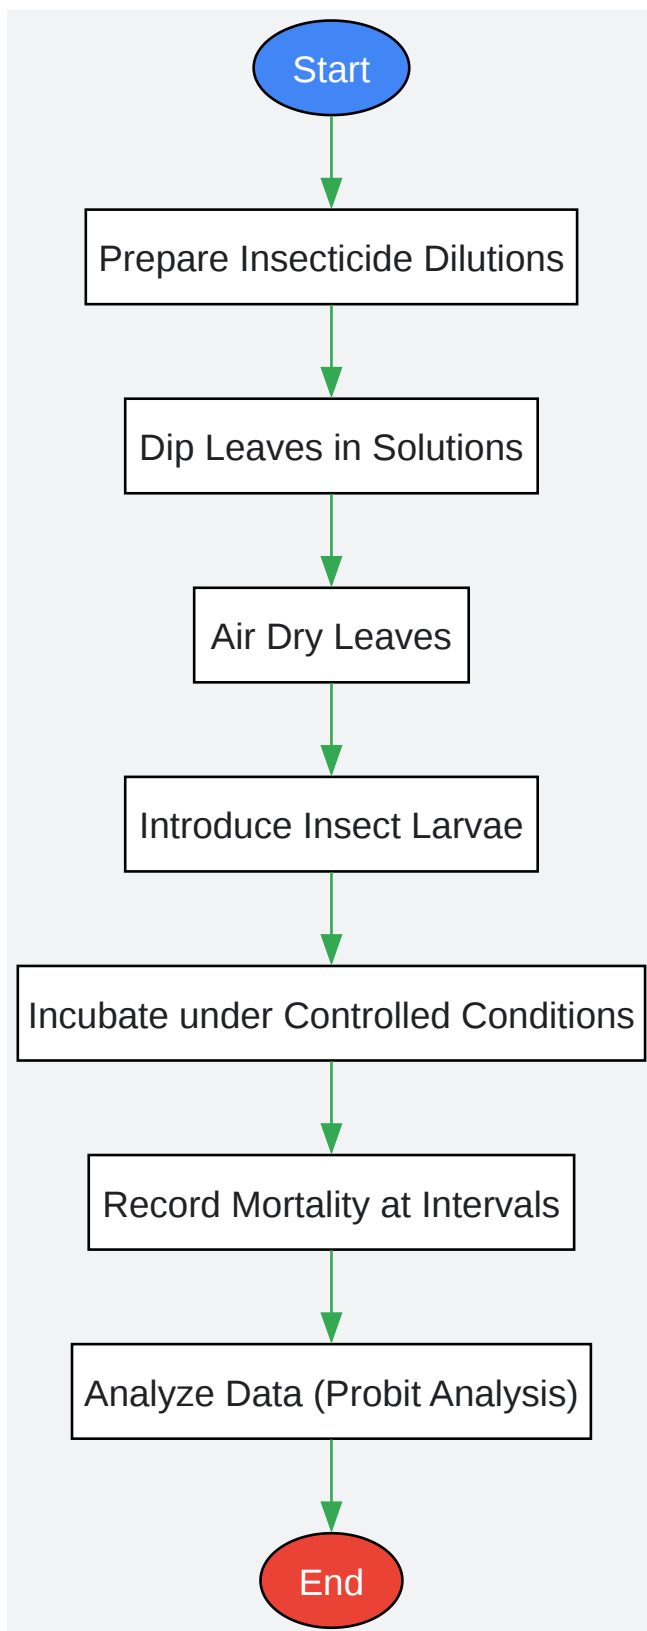 Start
Prepare Insecticide Dilutions
Dip Leaves in Solutions
Air Dry Leaves
Introduce Insect Larvae
Incubate under Controlled Conditions
Record Mortality at Intervals
Analyze Data (Probit Analysis)
End